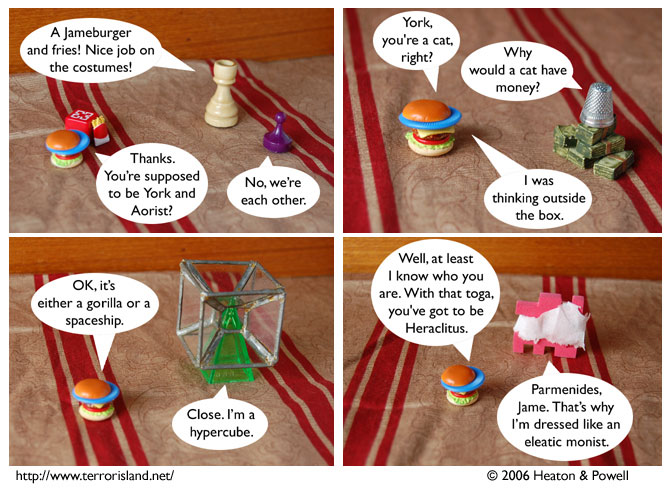 A Jameburger
and fries! Nice job on
the costumes!
Thanks.
You're supposed
to be York and
Aorist?
No, we're
each other.
York,
you're a cat,
right?
Why
would a cat have
money?
I was
thinking outside
the box.
OK, it's
either a gorilla or a
spaceship.
Close. I'm a
hypercube.
Well, at least
I know who you
are. With that toga,
you've got to be
Heraclitus.
Parmenides,
Jame. That's why
I'm dressed like an
eleatic monist.
http://www.terrorisland.net/
© 2006 Heaton & Powell